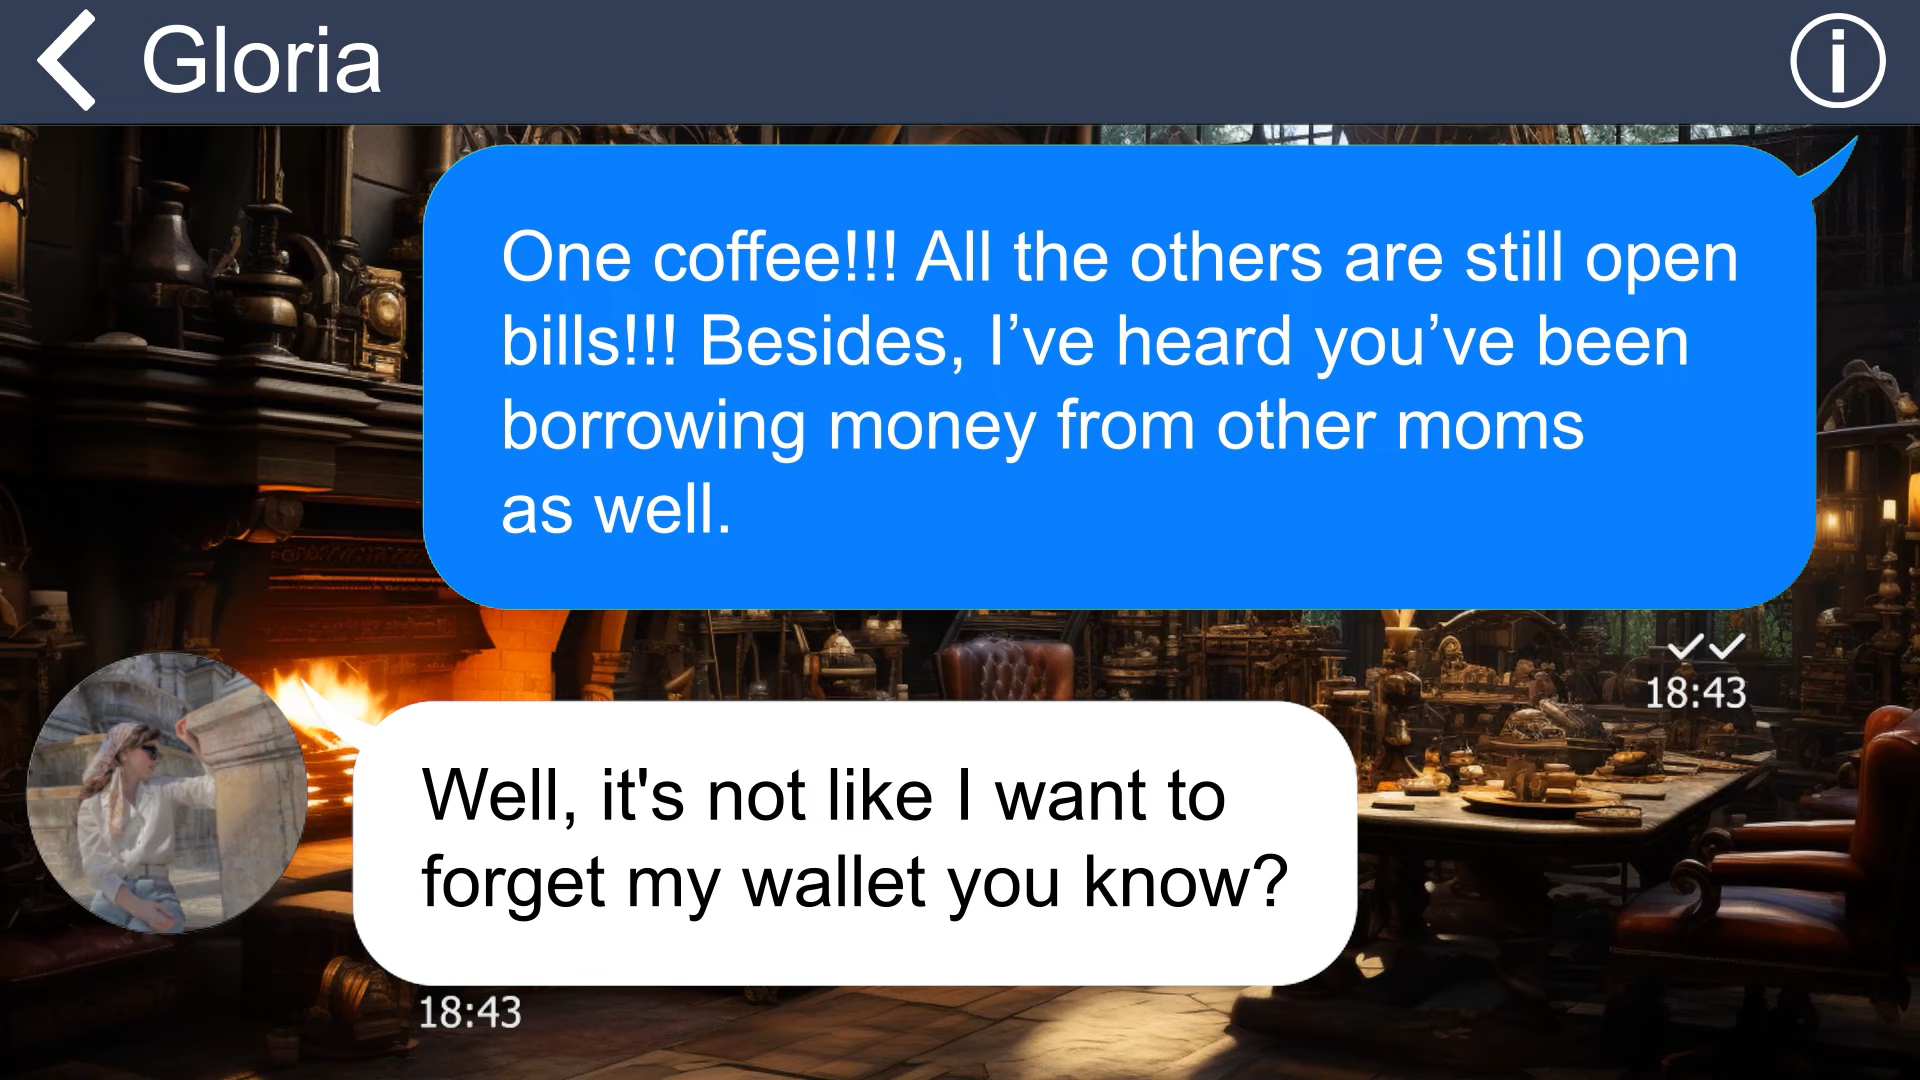 Gloria
One coffee!!! All the others are still open
bills!!! Besides, I’ve heard you’ve been
borrowing money from other moms
as well.
18:43
Well, it's not like I want to
forget my wallet you know?
18:43